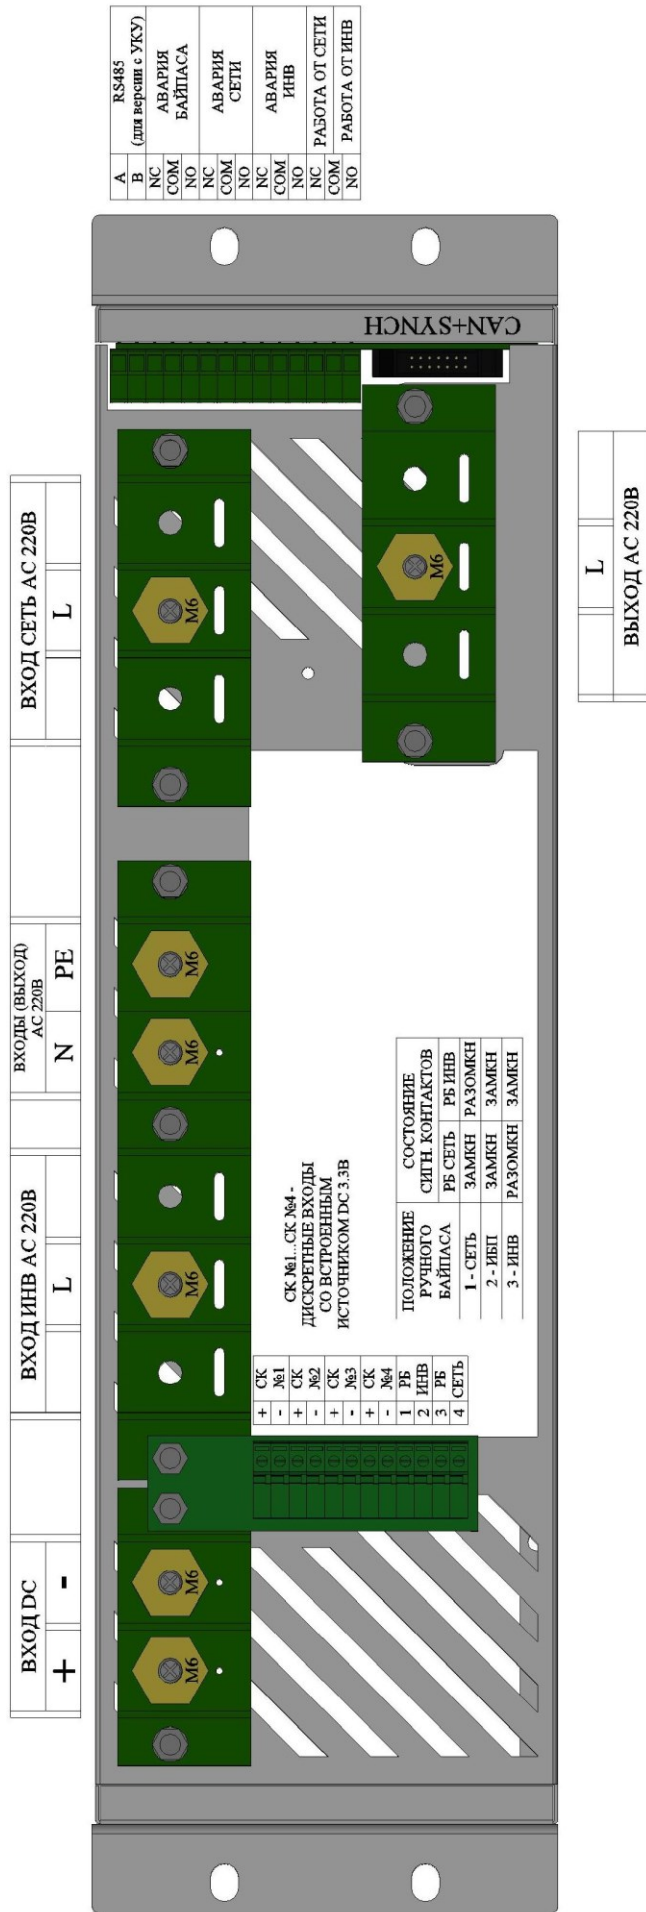 A RS485
B (для версии с УКУ)
NC АВАРИЯ
COM БАЙПАСА
NO
NC АВАРИЯ
COM СЕТИ
NO
NC АВАРИЯ
COM ИНВ
NO
NC РАБОТА ОТ СЕТИ
COM
NO РАБОТА ОТ ИНВ
CAN+SYNCH
ВХОД DC
+ -
ВХОД ИНВ АС 220В
L
ВХОДЫ (ВЫХОД)
АС 220В
N PE
ВХОД СЕТЬ АС 220В
L
M6
M6
M6
M6
M6
M6
M6
+ СК
- №1
+ СК
- №2
+ СК
- №3
+ СК
- №4
1 РБ
2 ИНВ
3 РБ
4 СЕТЬ
СК №1...СК №4 -
ДИСКРЕТНЫЕ ВХОДЫ
СО ВСТРОЕННЫМ
ИСТОЧНИКОМ DC 3.3В
ПОЛОЖЕНИЕ
РУЧНОГО
БАЙПАСА
СОСТОЯНИЕ
СИГН. КОНТАКТОВ
РБ СЕТЬ РБ ИНВ
1 - СЕТЬ ЗАМКН РАЗОМКН
2 - ИБП ЗАМКН ЗАМКН
3 - ИНВ РАЗОМКН ЗАМКН
L
ВЫХОД АС 220В